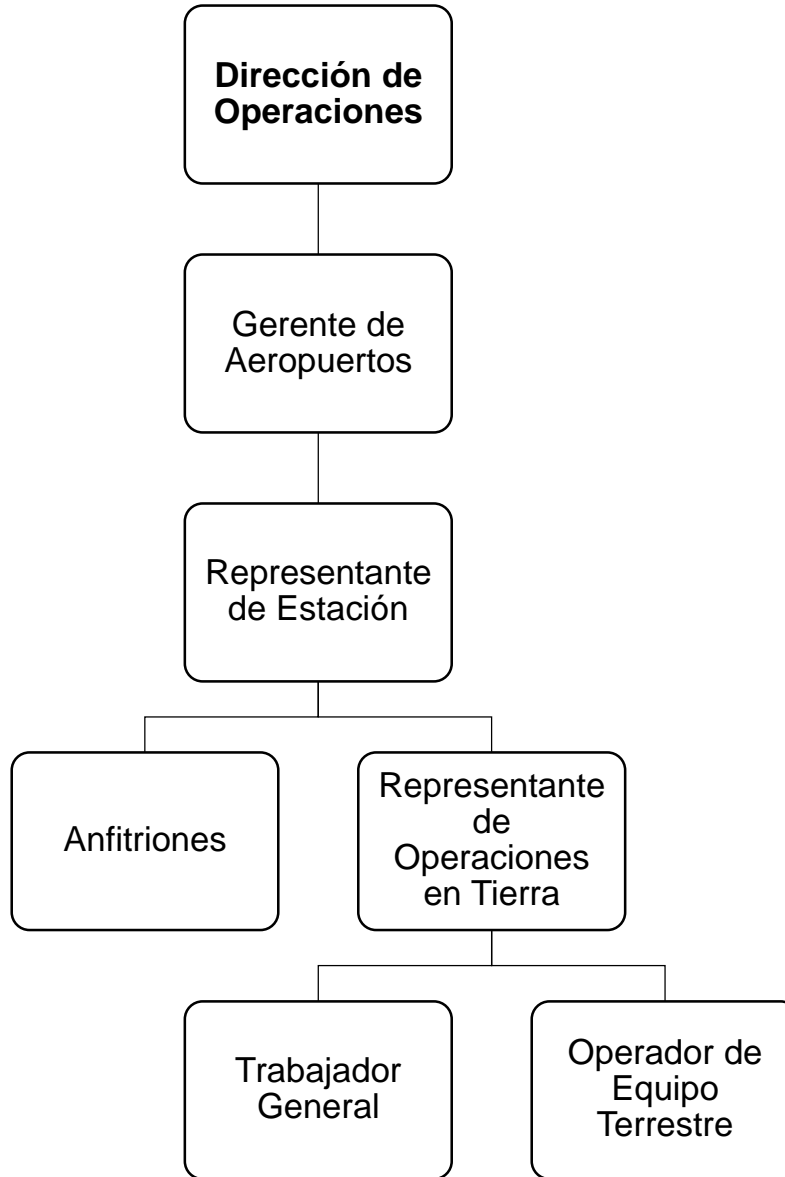 Dirección de
Operaciones
Gerente de
Aeropuertos
Representante
de Estación
Anfitriones
Representante
de
Operaciones
en Tierra
Trabajador
General
Operador de
Equipo
Terrestre